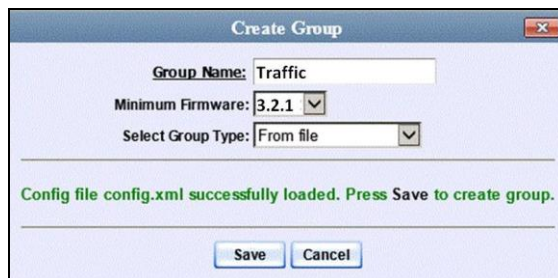 Create Group
Group Name: Traffic
Minimum Firmware: 3.2.1
Select Group Type: From file
Config file config.xml successfully loaded. Press Save to create group.
Save Cancel